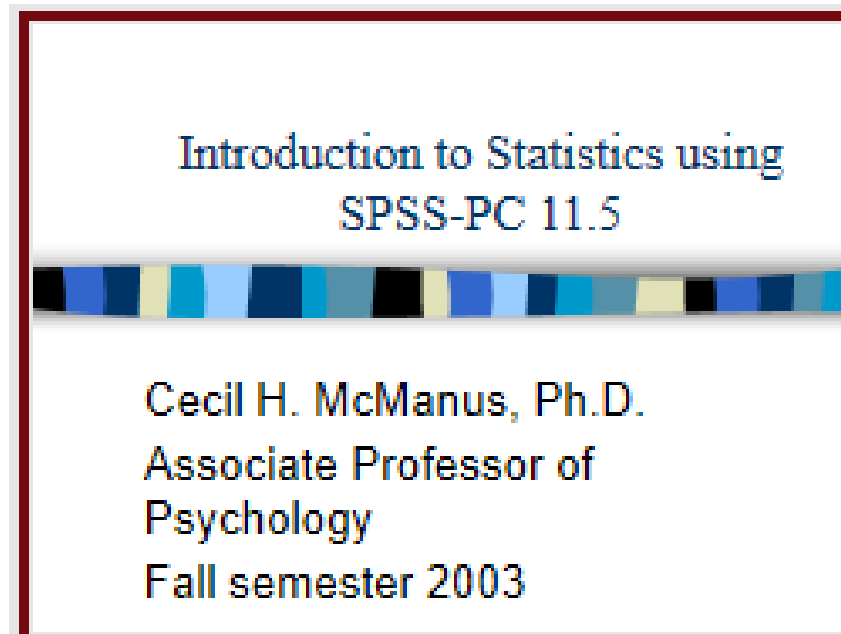 Introduction to Statistics using
SPSS-PC 11.5
Cecil H. McManus, Ph.D.
Associate Professor of
Psychology
Fall semester 2003